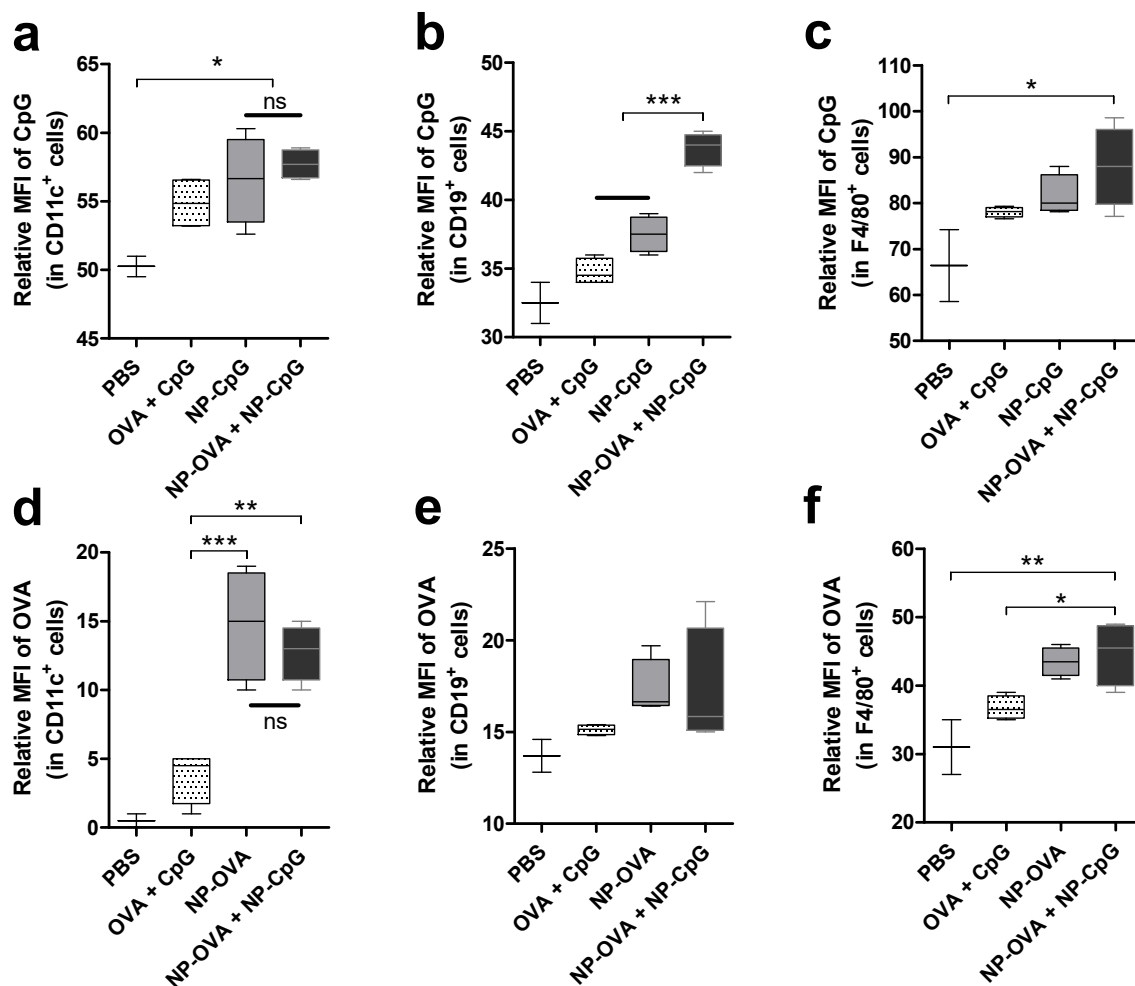 a
Relative MFI of CpG
(in CD11c⁺ cells)
65
60
55
50
45
*
ns
PBS
OVA + CpG
NP-CpG
NP-OVA + NP-CpG
b
Relative MFI of CpG
(in CD19⁺ cells)
50
45
40
35
30
***
PBS
OVA + CpG
NP-CpG
NP-OVA + NP-CpG
c
Relative MFI of CpG
(in F4/80⁺ cells)
110
100
90
80
70
60
50
*
PBS
OVA + CpG
NP-CpG
NP-OVA + NP-CpG
d
Relative MFI of OVA
(in CD11c⁺ cells)
20
15
10
5
0
**
***
ns
PBS
OVA + CpG
NP-OVA
NP-OVA + NP-CpG
e
Relative MFI of OVA
(in CD19⁺ cells)
25
20
15
10
PBS
OVA + CpG
NP-OVA
NP-OVA + NP-CpG
f
Relative MFI of OVA
(in F4/80⁺ cells)
60
50
40
30
20
**
*
PBS
OVA + CpG
NP-OVA
NP-OVA + NP-CpG